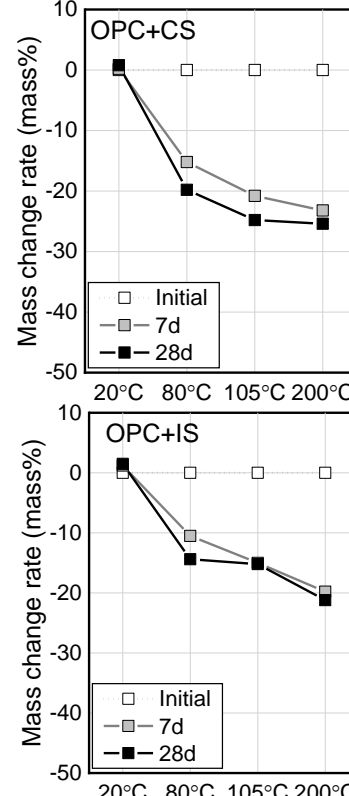 10
OPC+CS
0
-10
-20
-30
-40
-50
Mass change rate (mass%)
Initial
7d
28d
20°C 80°C 105°C 200°C
10
OPC+IS
0
-10
-20
-30
-40
-50
Mass change rate (mass%)
Initial
7d
28d
20°C 80°C 105°C 200°C